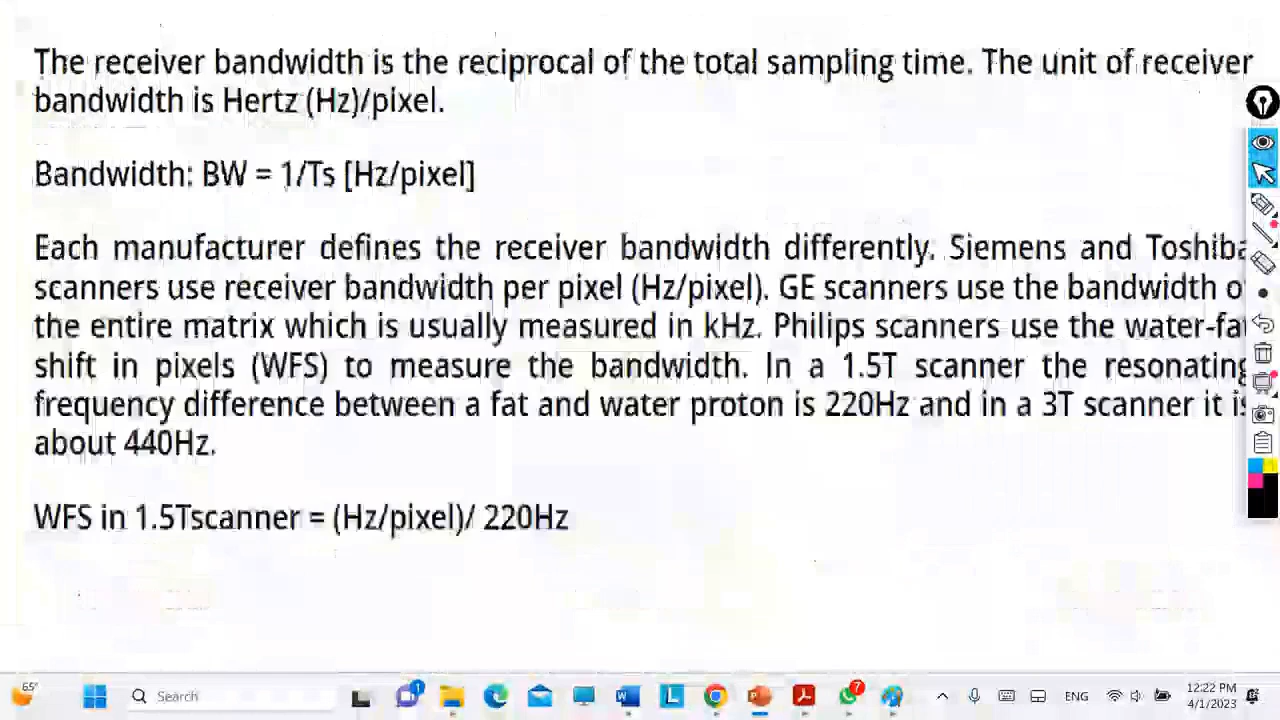 The receiver bandwidth is the reciprocal of the total sampling time. The unit of receiver
bandwidth is Hertz (Hz)/pixel.
Bandwidth: BW = 1/Ts [Hz/pixel]
Each manufacturer defines the receiver bandwidth differently. Siemens and Toshiba
scanners use receiver bandwidth per pixel (Hz/pixel). GE scanners use the bandwidth o
the entire matrix which is usually measured in kHz. Philips scanners use the water-fa
shift in pixels (WFS) to measure the bandwidth. In a 1.5T scanner the resonating
frequency difference between a fat and water proton is 220Hz and in a 3T scanner it is
about 440Hz.
WFS in 1.5Tscanner = (Hz/pixel)/ 220Hz
65°
Search
1
7
ENG
12:22 PM
4/1/2023